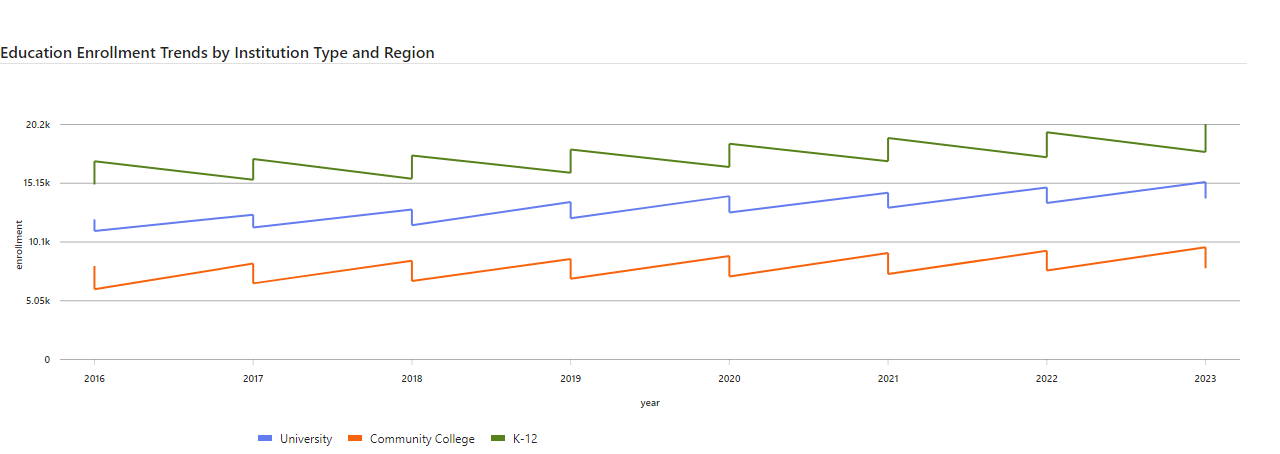 Education Enrollment Trends by Institution Type and Region
20.2k
15.15k
10.1k
5.05k
0
enrollment
2016 2017 2018 2019 2020 2021 2022 2023
year
University Community College K-12